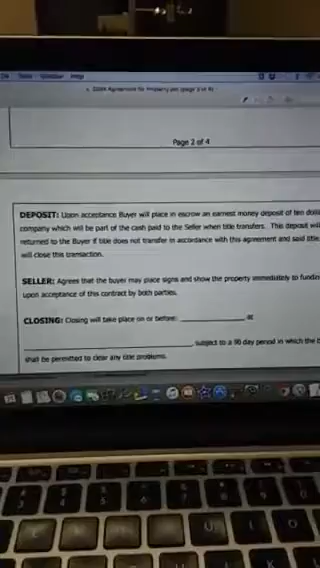 Window Help
Page 2 of 4
DEPOSIT: Upon acceptance Buyer will place in escrow an earnest money deposit of ten
company which will be part of the cash paid to the Seller when title transfers. This deposit will
returned to the Buyer if title does not transfer in accordance with this agreement and said title
will close this transaction.
SELLER: Agrees that the buyer may place signs and show the property immediately to
upon acceptance of this contract by both parties.
CLOSING: Closing will take place on or before: at
, subject to a 90 day period in which the
shall be permitted to clear any title problems.
U I O